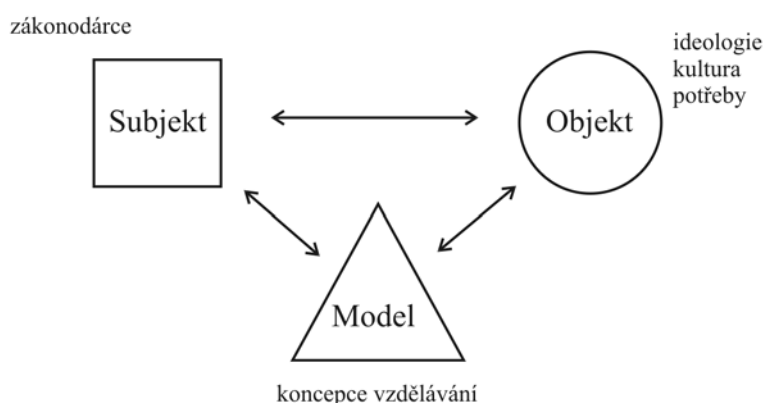 zákonodárce
ideologie
kultura
potřeby
Subjekt
Objekt
Model
koncepce vzdělávání